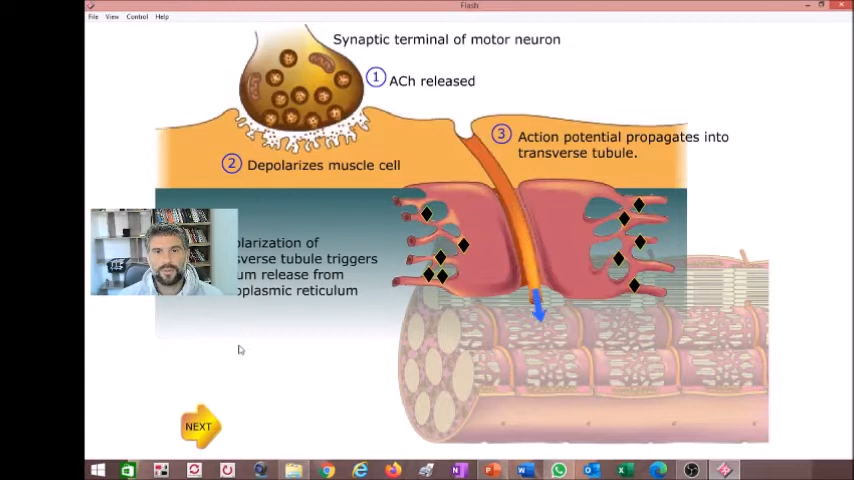 Flash
File View Control Help
Synaptic terminal of motor neuron
1 ACh released
3 Action potential propagates into
transverse tubule.
2 Depolarizes muscle cell
olarization of
sverse tubule triggers
um release from
oplasmic reticulum
NEXT